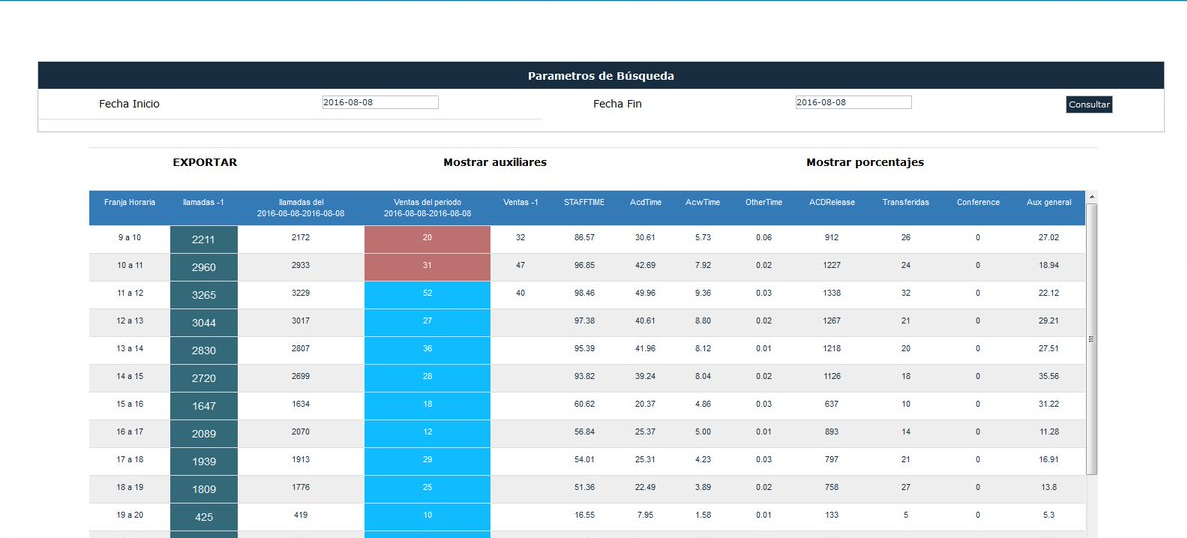 Parametros de Búsqueda
Fecha Inicio 2016-08-08 Fecha Fin 2016-08-08 Consultar
EXPORTAR Mostrar auxiliares Mostrar porcentajes
Franja Horaria llamadas -1 llamadas del 2016-08-08-2016-08-08 Ventas del periodo 2016-08-08-2016-08-08 Ventas -1 STAFFTIME AcdTime AcwTime OtherTime ACDRelease Transferidas Conference Aux general
9 a 10 2211 2172 20 32 86.57 30.61 5.73 0.06 912 26 0 27.02
10 a 11 2960 2933 31 47 96.85 42.69 7.92 0.02 1227 24 0 18.94
11 a 12 3265 3229 52 40 98.46 49.96 9.36 0.03 1338 32 0 22.12
12 a 13 3044 3017 27 97.38 40.61 8.80 0.02 1267 21 0 29.21
13 a 14 2830 2807 36 95.39 41.96 8.12 0.01 1218 20 0 27.51
14 a 15 2720 2699 28 93.82 39.24 8.04 0.02 1126 18 0 35.56
15 a 16 1647 1634 18 60.62 20.37 4.86 0.03 637 10 0 31.22
16 a 17 2089 2070 12 56.84 25.37 5.00 0.01 893 14 0 11.28
17 a 18 1939 1913 29 54.01 25.31 4.23 0.03 797 21 0 16.91
18 a 19 1809 1776 25 51.36 22.49 3.89 0.02 758 27 0 13.8
19 a 20 425 419 10 16.55 7.95 1.58 0.01 133 5 0 5.3